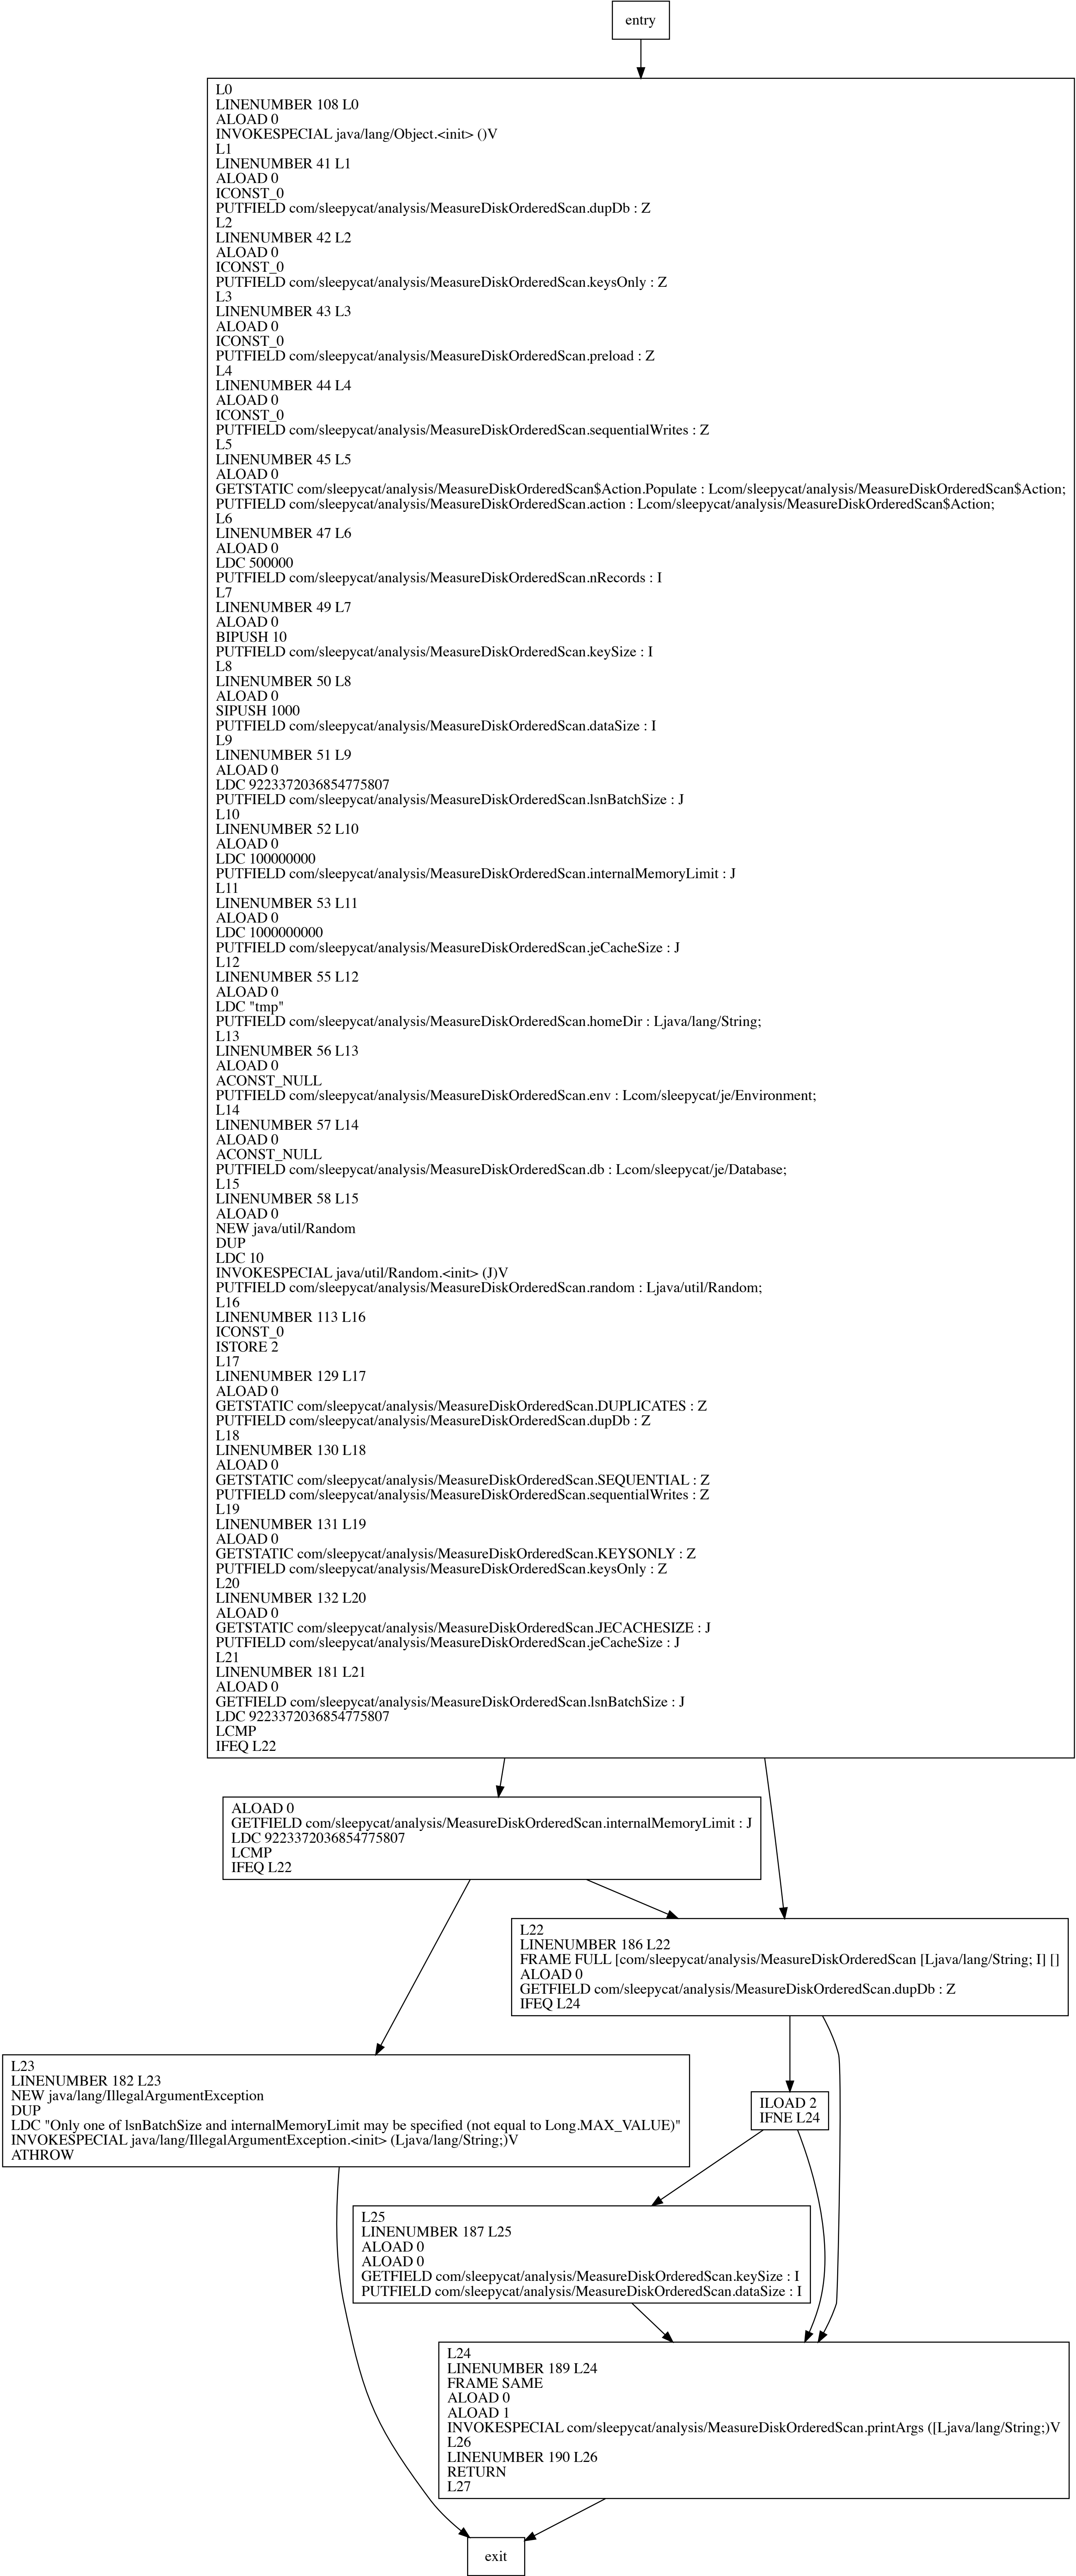 entry
L0
LINENUMBER 108 L0
ALOAD 0
INVOKESPECIAL java/lang/Object.<init> ()V
L1
LINENUMBER 41 L1
ALOAD 0
ICONST_0
PUTFIELD com/sleepycat/analysis/MeasureDiskOrderedScan.dupDb : Z
L2
LINENUMBER 42 L2
ALOAD 0
ICONST_0
PUTFIELD com/sleepycat/analysis/MeasureDiskOrderedScan.keysOnly : Z
L3
LINENUMBER 43 L3
ALOAD 0
ICONST_0
PUTFIELD com/sleepycat/analysis/MeasureDiskOrderedScan.preload : Z
L4
LINENUMBER 44 L4
ALOAD 0
ICONST_0
PUTFIELD com/sleepycat/analysis/MeasureDiskOrderedScan.sequentialWrites : Z
L5
LINENUMBER 45 L5
ALOAD 0
GETSTATIC com/sleepycat/analysis/MeasureDiskOrderedScan$Action.Populate : Lcom/sleepycat/analysis/MeasureDiskOrderedScan$Action;
PUTFIELD com/sleepycat/analysis/MeasureDiskOrderedScan.action : Lcom/sleepycat/analysis/MeasureDiskOrderedScan$Action;
L6
LINENUMBER 47 L6
ALOAD 0
LDC 500000
PUTFIELD com/sleepycat/analysis/MeasureDiskOrderedScan.nRecords : I
L7
LINENUMBER 49 L7
ALOAD 0
BIPUSH 10
PUTFIELD com/sleepycat/analysis/MeasureDiskOrderedScan.keySize : I
L8
LINENUMBER 50 L8
ALOAD 0
SIPUSH 1000
PUTFIELD com/sleepycat/analysis/MeasureDiskOrderedScan.dataSize : I
L9
LINENUMBER 51 L9
ALOAD 0
LDC 9223372036854775807
PUTFIELD com/sleepycat/analysis/MeasureDiskOrderedScan.lsnBatchSize : J
L10
LINENUMBER 52 L10
ALOAD 0
LDC 100000000
PUTFIELD com/sleepycat/analysis/MeasureDiskOrderedScan.internalMemoryLimit : J
L11
LINENUMBER 53 L11
ALOAD 0
LDC 1000000000
PUTFIELD com/sleepycat/analysis/MeasureDiskOrderedScan.jeCacheSize : J
L12
LINENUMBER 55 L12
ALOAD 0
LDC "tmp"
PUTFIELD com/sleepycat/analysis/MeasureDiskOrderedScan.homeDir : Ljava/lang/String;
L13
LINENUMBER 56 L13
ALOAD 0
ACONST_NULL
PUTFIELD com/sleepycat/analysis/MeasureDiskOrderedScan.env : Lcom/sleepycat/je/Environment;
L14
LINENUMBER 57 L14
ALOAD 0
ACONST_NULL
PUTFIELD com/sleepycat/analysis/MeasureDiskOrderedScan.db : Lcom/sleepycat/je/Database;
L15
LINENUMBER 58 L15
ALOAD 0
NEW java/util/Random
DUP
LDC 10
INVOKESPECIAL java/util/Random.<init> (J)V
PUTFIELD com/sleepycat/analysis/MeasureDiskOrderedScan.random : Ljava/util/Random;
L16
LINENUMBER 113 L16
ICONST_0
ISTORE 2
L17
LINENUMBER 129 L17
ALOAD 0
GETSTATIC com/sleepycat/analysis/MeasureDiskOrderedScan.DUPLICATES : Z
PUTFIELD com/sleepycat/analysis/MeasureDiskOrderedScan.dupDb : Z
L18
LINENUMBER 130 L18
ALOAD 0
GETSTATIC com/sleepycat/analysis/MeasureDiskOrderedScan.SEQUENTIAL : Z
PUTFIELD com/sleepycat/analysis/MeasureDiskOrderedScan.sequentialWrites : Z
L19
LINENUMBER 131 L19
ALOAD 0
GETSTATIC com/sleepycat/analysis/MeasureDiskOrderedScan.KEYSONLY : Z
PUTFIELD com/sleepycat/analysis/MeasureDiskOrderedScan.keysOnly : Z
L20
LINENUMBER 132 L20
ALOAD 0
GETSTATIC com/sleepycat/analysis/MeasureDiskOrderedScan.JECACHESIZE : J
PUTFIELD com/sleepycat/analysis/MeasureDiskOrderedScan.jeCacheSize : J
L21
LINENUMBER 181 L21
ALOAD 0
GETFIELD com/sleepycat/analysis/MeasureDiskOrderedScan.lsnBatchSize : J
LDC 9223372036854775807
LCMP
IFEQ L22
ALOAD 0
GETFIELD com/sleepycat/analysis/MeasureDiskOrderedScan.internalMemoryLimit : J
LDC 9223372036854775807
LCMP
IFEQ L22
L22
LINENUMBER 186 L22
FRAME FULL [com/sleepycat/analysis/MeasureDiskOrderedScan [Ljava/lang/String; I] []
ALOAD 0
GETFIELD com/sleepycat/analysis/MeasureDiskOrderedScan.dupDb : Z
IFEQ L24
L23
LINENUMBER 182 L23
NEW java/lang/IllegalArgumentException
DUP
LDC "Only one of lsnBatchSize and internalMemoryLimit may be specified (not equal to Long.MAX_VALUE)"
INVOKESPECIAL java/lang/IllegalArgumentException.<init> (Ljava/lang/String;)V
ATHROW
ILOAD 2
IFNE L24
L25
LINENUMBER 187 L25
ALOAD 0
ALOAD 0
GETFIELD com/sleepycat/analysis/MeasureDiskOrderedScan.keySize : I
PUTFIELD com/sleepycat/analysis/MeasureDiskOrderedScan.dataSize : I
L24
LINENUMBER 189 L24
FRAME SAME
ALOAD 0
ALOAD 1
INVOKESPECIAL com/sleepycat/analysis/MeasureDiskOrderedScan.printArgs ([Ljava/lang/String;)V
L26
LINENUMBER 190 L26
RETURN
L27
exit